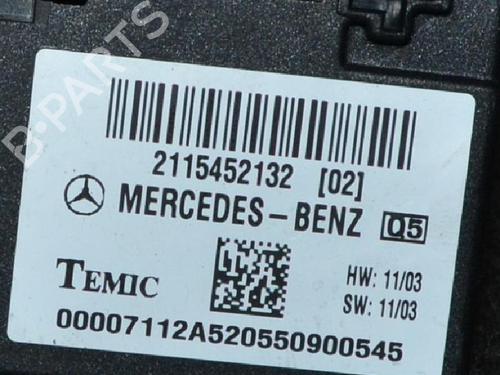 B-PARTS
2115452132 [02]
MERCEDES-BENZ Q5
TEMIC
HW: 11/03
SW: 11/03
00007112A520550900545